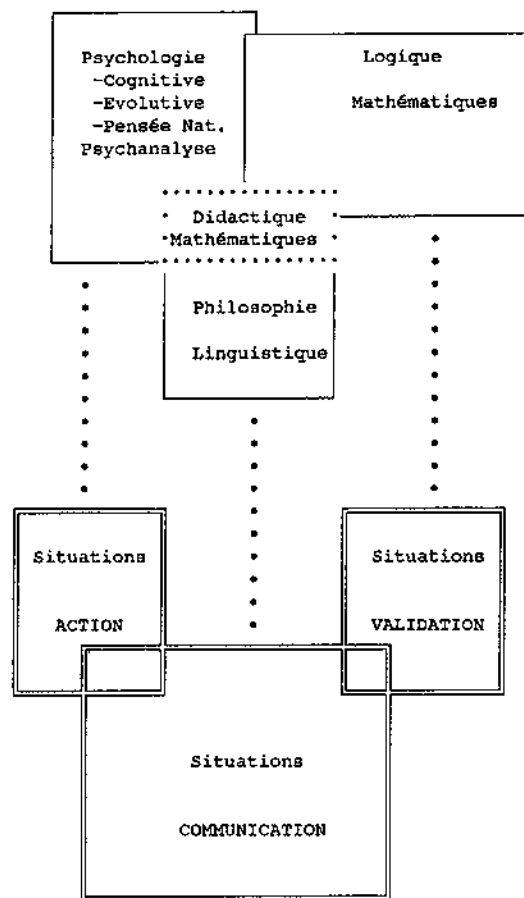 Psychologie
-Cognitive
-Evolutive
-Pensée Nat.
Psychanalyse
Logique
Mathématiques
Didactique
Mathématiques
Philosophie
Linguistique
Situations
ACTION
Situations
VALIDATION
Situations
COMMUNICATION